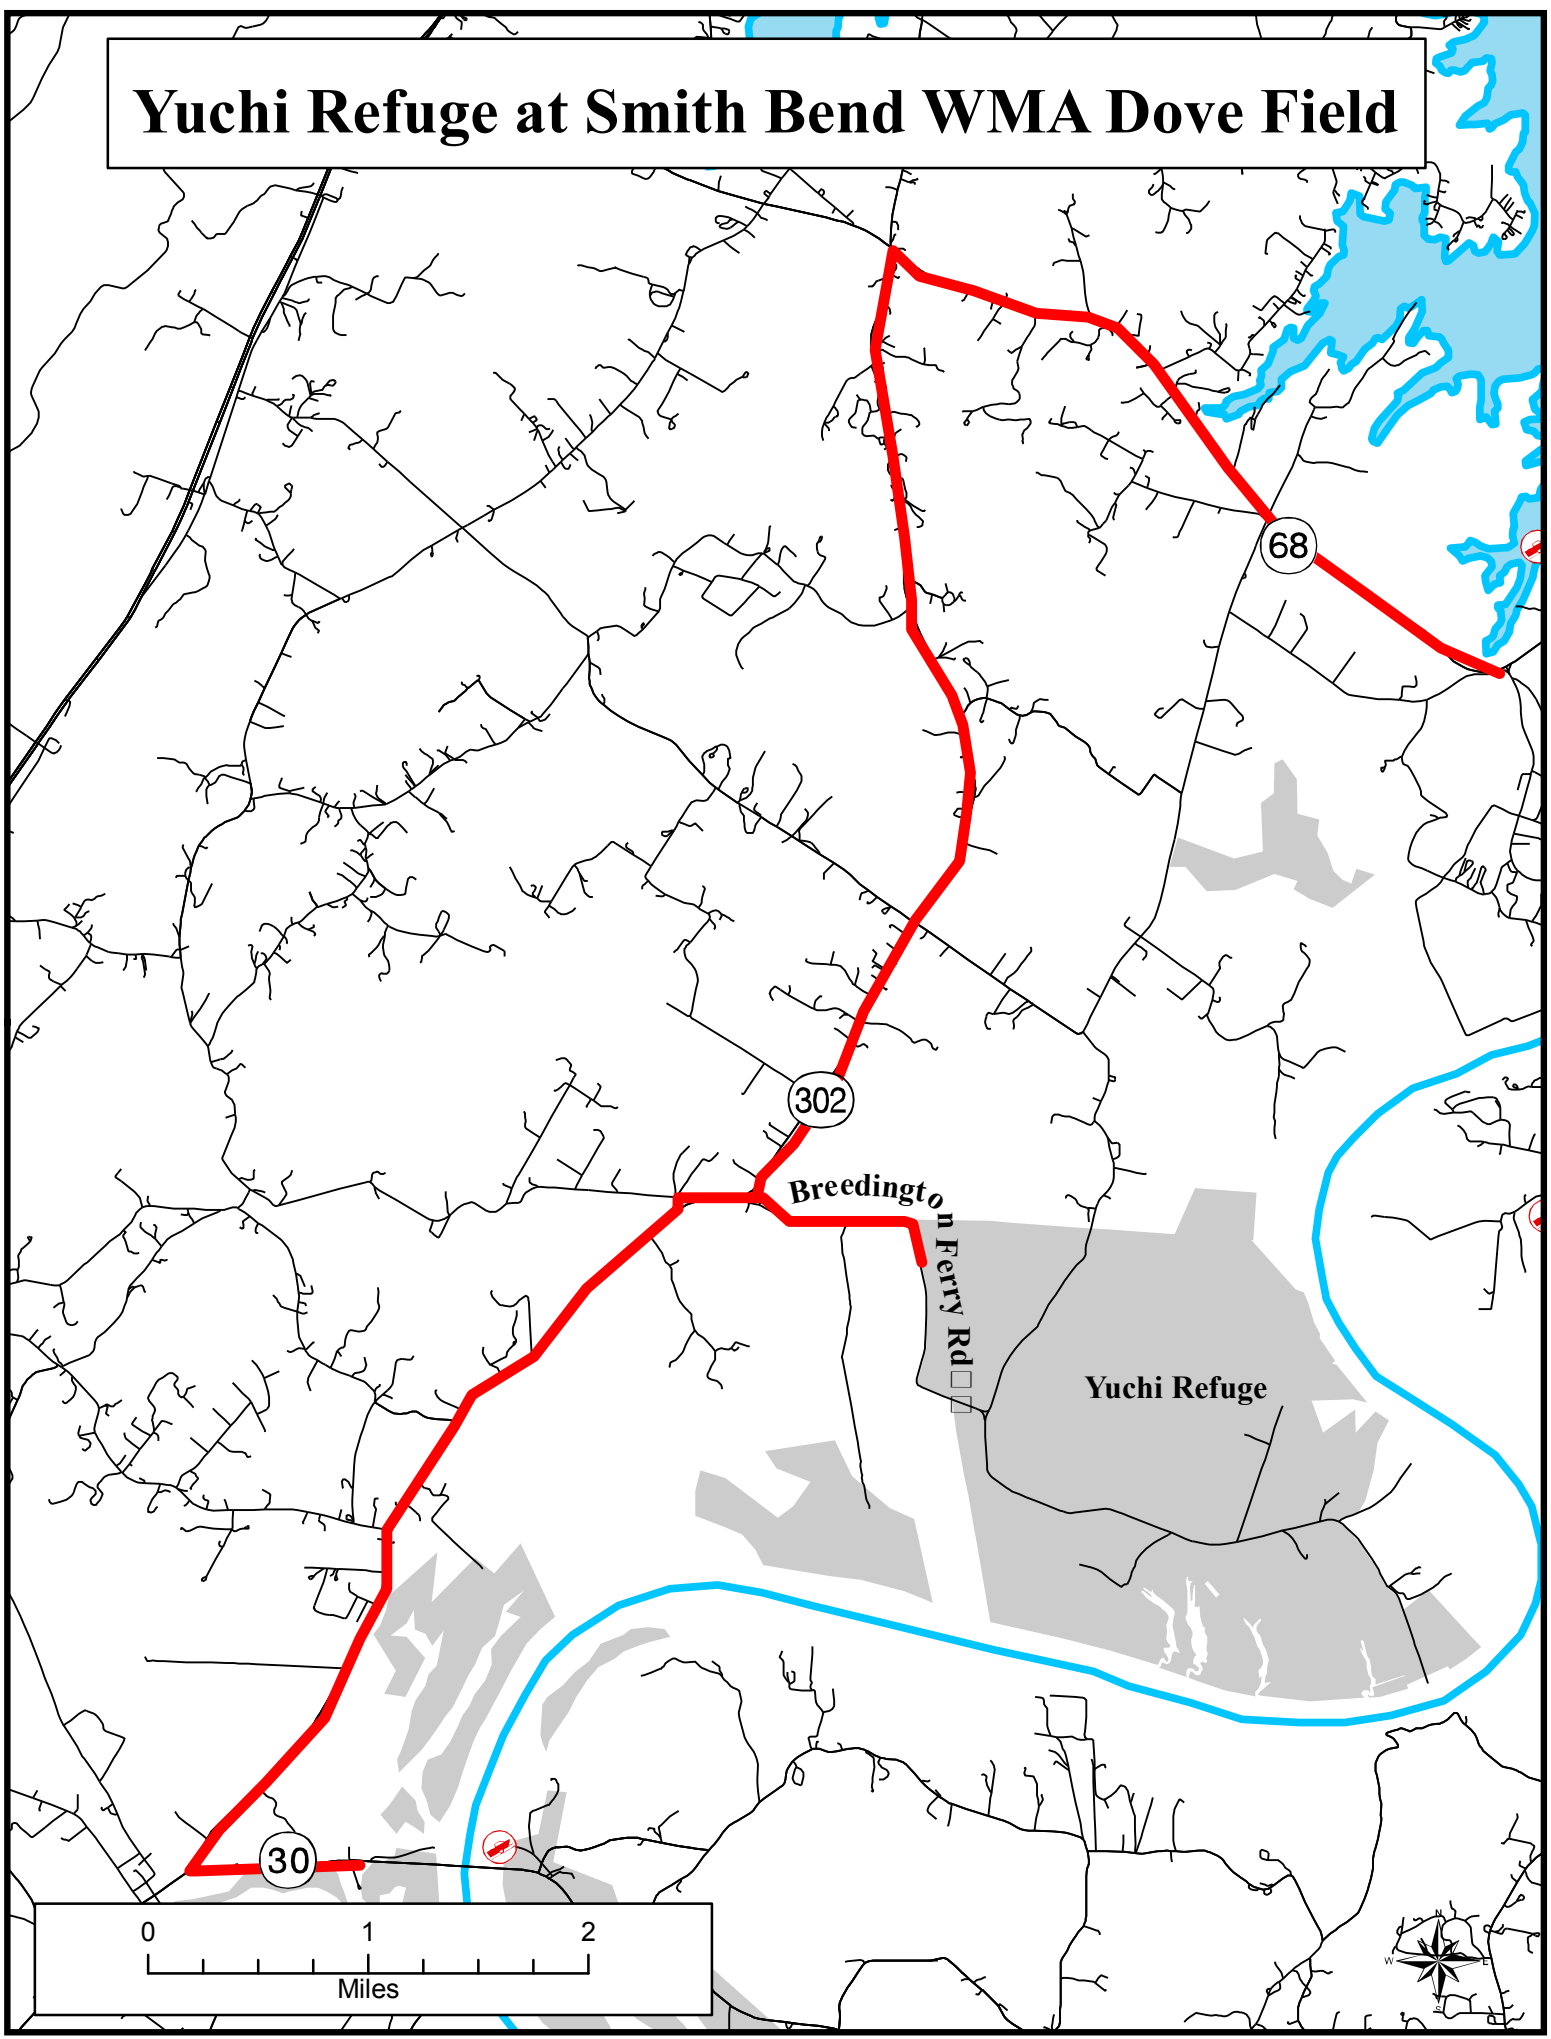 Yuchi Refuge at Smith Bend WMA Dove Field
68
302
Breedington Ferry Rd
Yuchi Refuge
30
0 1 2
Miles
N
W E
S